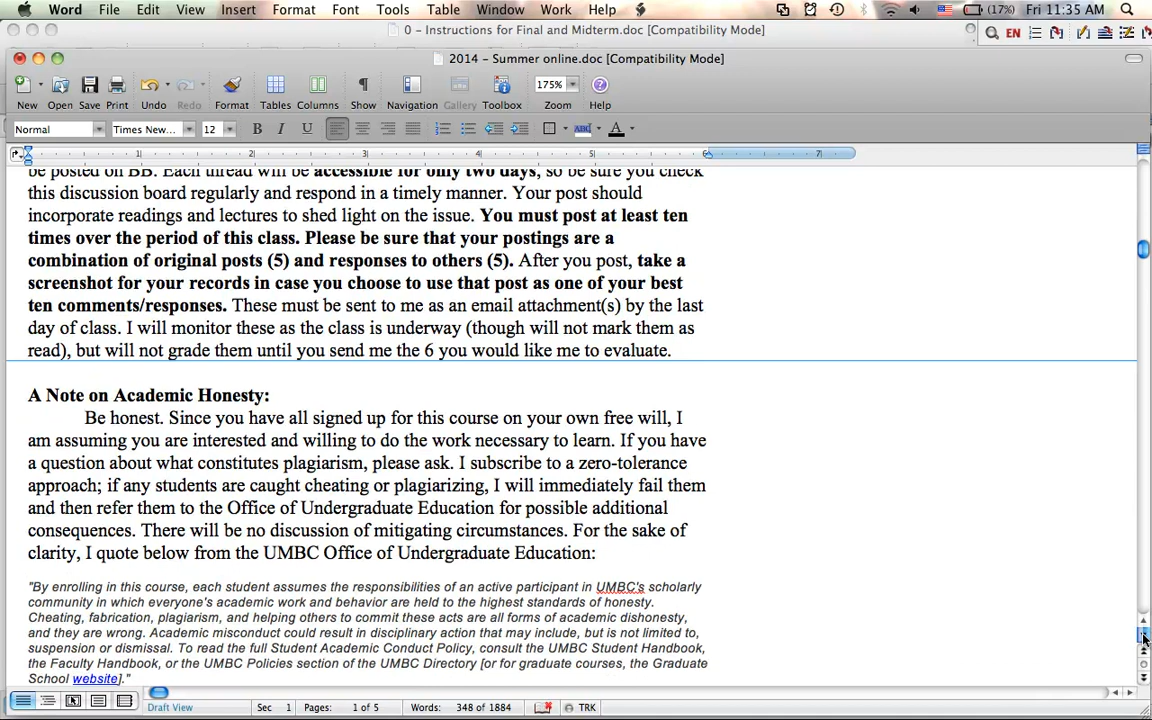 Word File Edit View Insert Format Font Tools Table Window Work Help (17%) Fri 11:35 AM
0 – Instructions for Final and Midterm.doc [Compatibility Mode]
EN
2014 – Summer online.doc [Compatibility Mode]
175%
New Open Save Print Undo Redo Format Tables Columns Show Navigation Gallery Toolbox Zoom Help
Normal Times New... 12 B I U A
1 2 3 4 5 6 7
be posted on BB. Each thread will be accessible for only two days, so be sure you check
this discussion board regularly and respond in a timely manner. Your post should
incorporate readings and lectures to shed light on the issue. You must post at least ten
times over the period of this class. Please be sure that your postings are a
combination of original posts (5) and responses to others (5). After you post, take a
screenshot for your records in case you choose to use that post as one of your best
ten comments/responses. These must be sent to me as an email attachment(s) by the last
day of class. I will monitor these as the class is underway (though will not mark them as
read), but will not grade them until you send me the 6 you would like me to evaluate.
A Note on Academic Honesty:
Be honest. Since you have all signed up for this course on your own free will, I
am assuming you are interested and willing to do the work necessary to learn. If you have
a question about what constitutes plagiarism, please ask. I subscribe to a zero-tolerance
approach; if any students are caught cheating or plagiarizing, I will immediately fail them
and then refer them to the Office of Undergraduate Education for possible additional
consequences. There will be no discussion of mitigating circumstances. For the sake of
clarity, I quote below from the UMBC Office of Undergraduate Education:
"By enrolling in this course, each student assumes the responsibilities of an active participant in UMBC's scholarly
community in which everyone's academic work and behavior are held to the highest standards of honesty.
Cheating, fabrication, plagiarism, and helping others to commit these acts are all forms of academic dishonesty,
and they are wrong. Academic misconduct could result in disciplinary action that may include, but is not limited to,
suspension or dismissal. To read the full Student Academic Conduct Policy, consult the UMBC Student Handbook,
the Faculty Handbook, or the UMBC Policies section of the UMBC Directory [or for graduate courses, the Graduate
School website]."
Draft View Sec 1 Pages: 1 of 5 Words: 348 of 1884 TRK